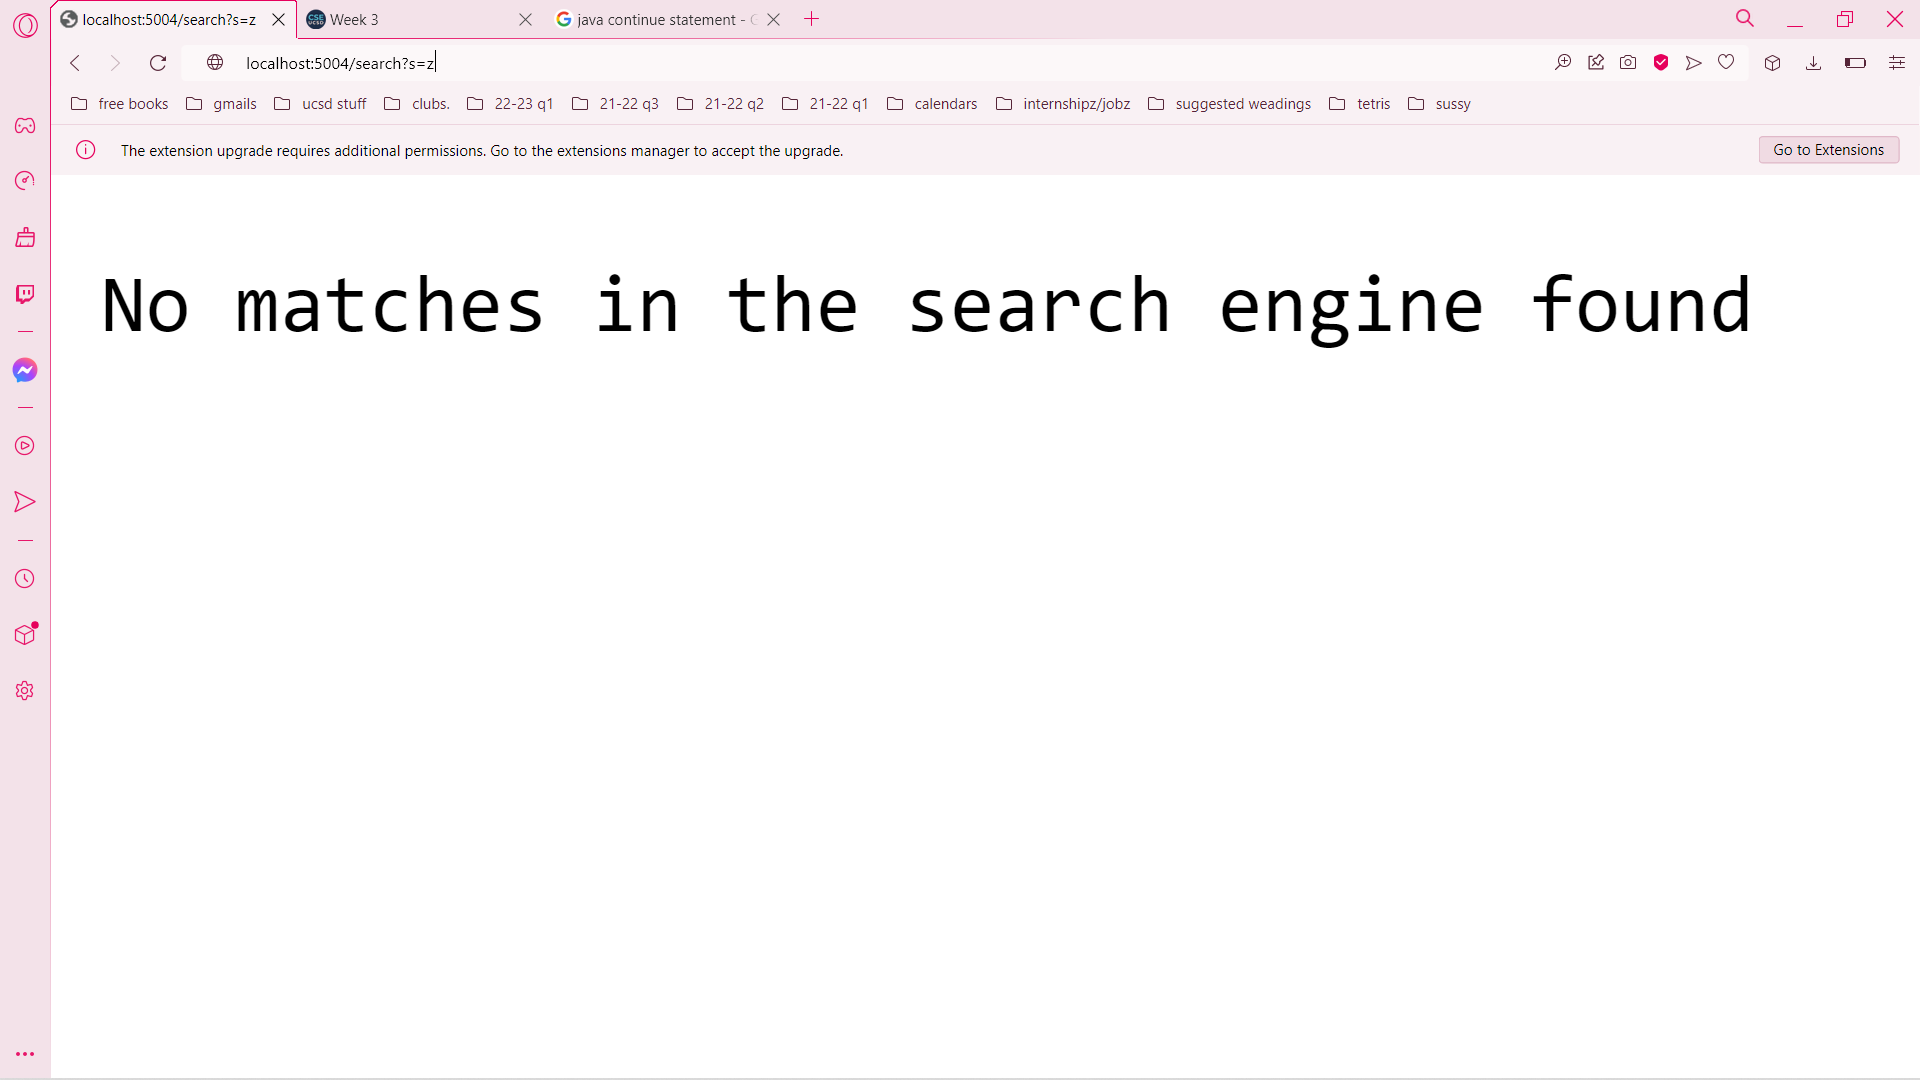 localhost:5004/search?s=z
Week 3
java continue statement - G
localhost:5004/search?s=z
free books
gmails
ucsd stuff
clubs.
22-23 q1
21-22 q3
21-22 q2
21-22 q1
calendars
internshipz/jobz
suggested weadings
tetris
sussy
The extension upgrade requires additional permissions. Go to the extensions manager to accept the upgrade.
Go to Extensions
No matches in the search engine found